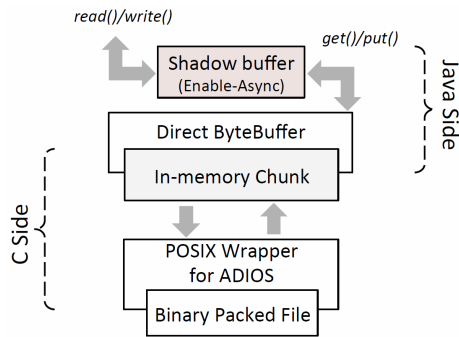 read()/write()
get()/put()
Shadow buffer
(Enable-Async)
Java Side
Direct ByteBuffer
In-memory Chunk
C Side
POSIX Wrapper
for ADIOS
Binary Packed File